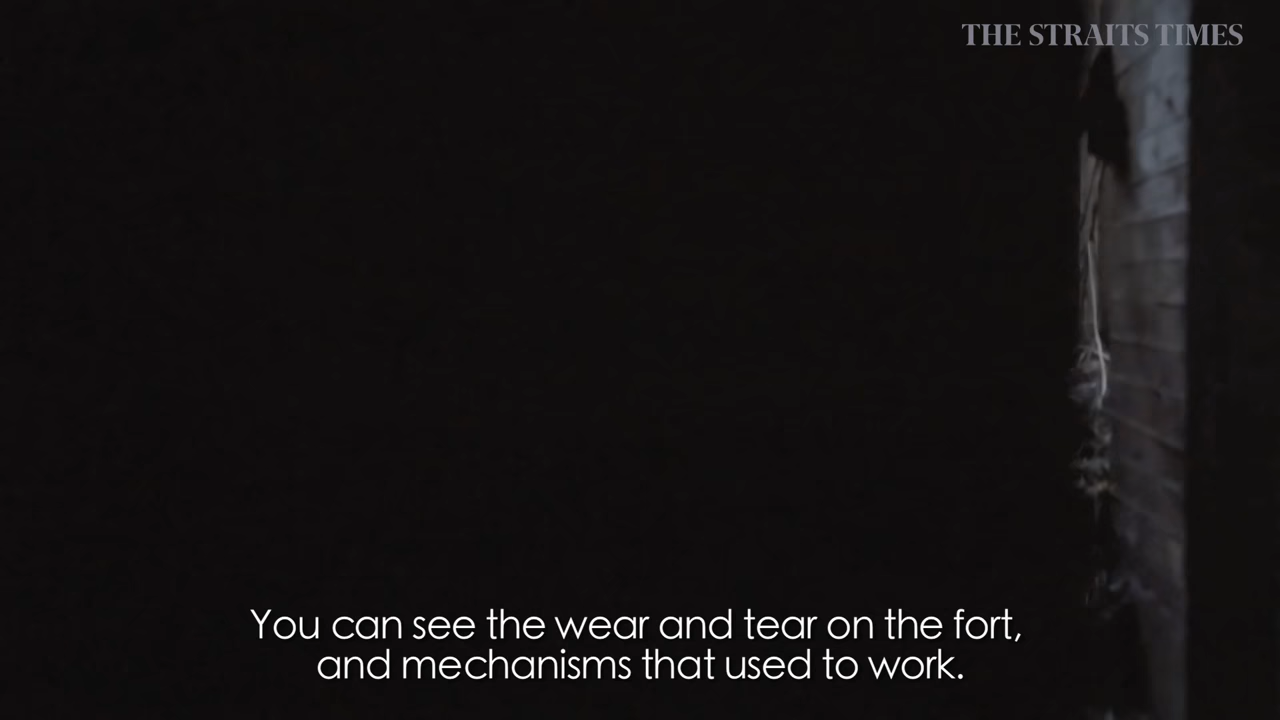 THE STRAITS TIMES
You can see the wear and tear on the fort,
and mechanisms that used to work.